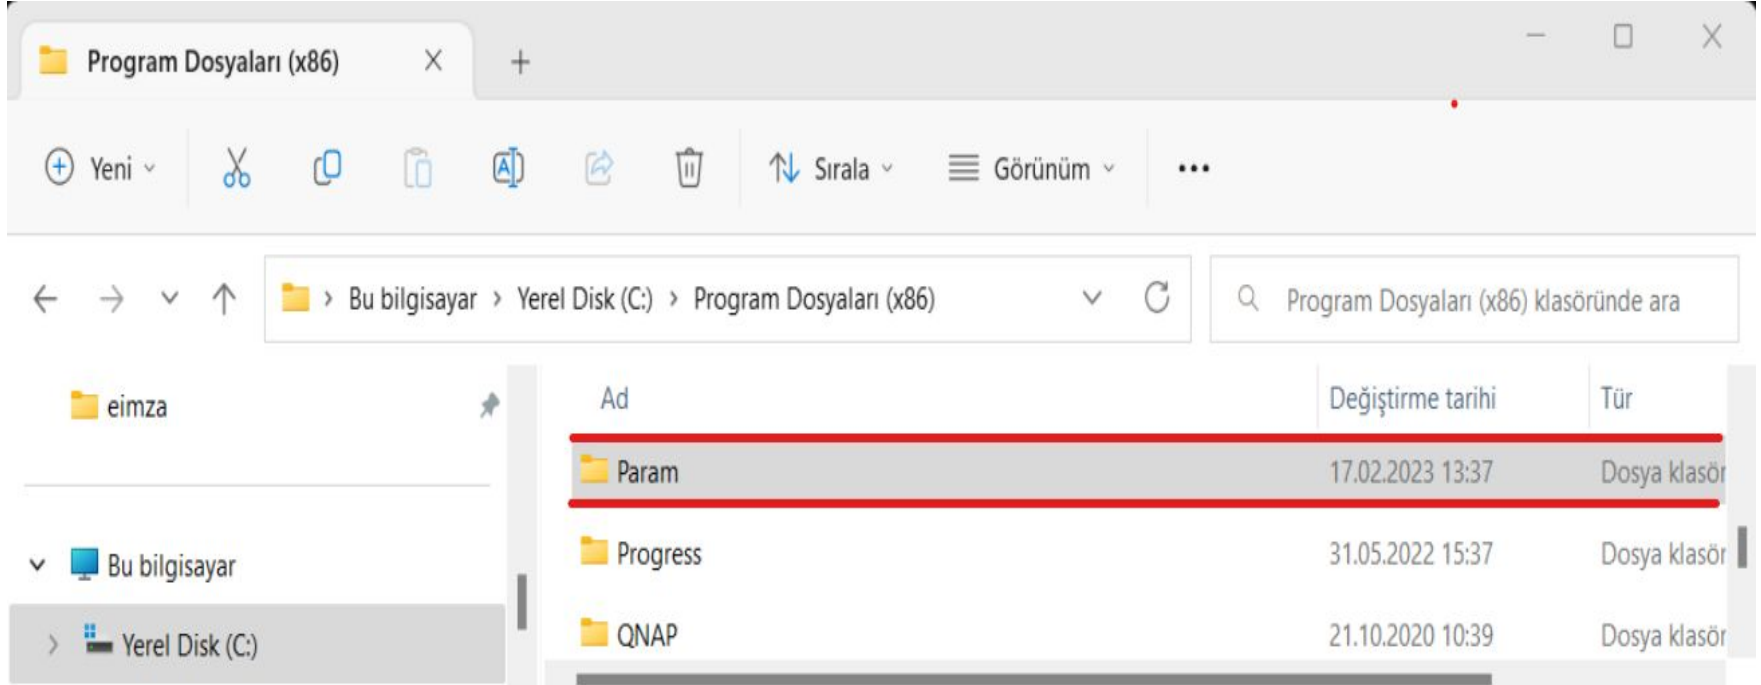 Program Dosyaları (x86)
Yeni
Sırala
Görünüm
Bu bilgisayar > Yerel Disk (C:) > Program Dosyaları (x86)
Program Dosyaları (x86) klasöründe ara
eimza
Bu bilgisayar
Yerel Disk (C:)
Ad Değiştirme tarihi Tür
Param 17.02.2023 13:37 Dosya klasör
Progress 31.05.2022 15:37 Dosya klasör
QNAP 21.10.2020 10:39 Dosya klasör